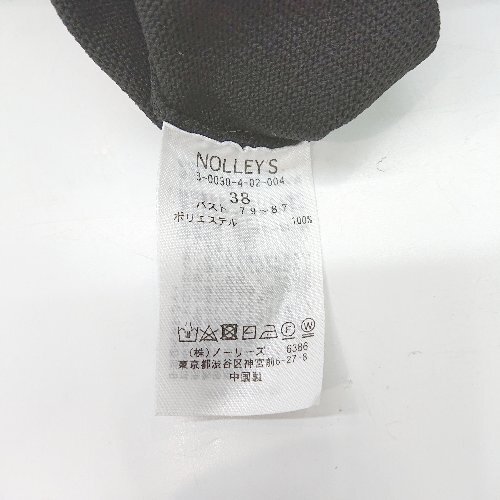 NOLLEY'S
3-0030-4-02-004
38
バスト 79~87
ポリエステル 100%
F W
(株)ノーリーズ 6386
東京都渋谷区神宮前6-27-8
中国製